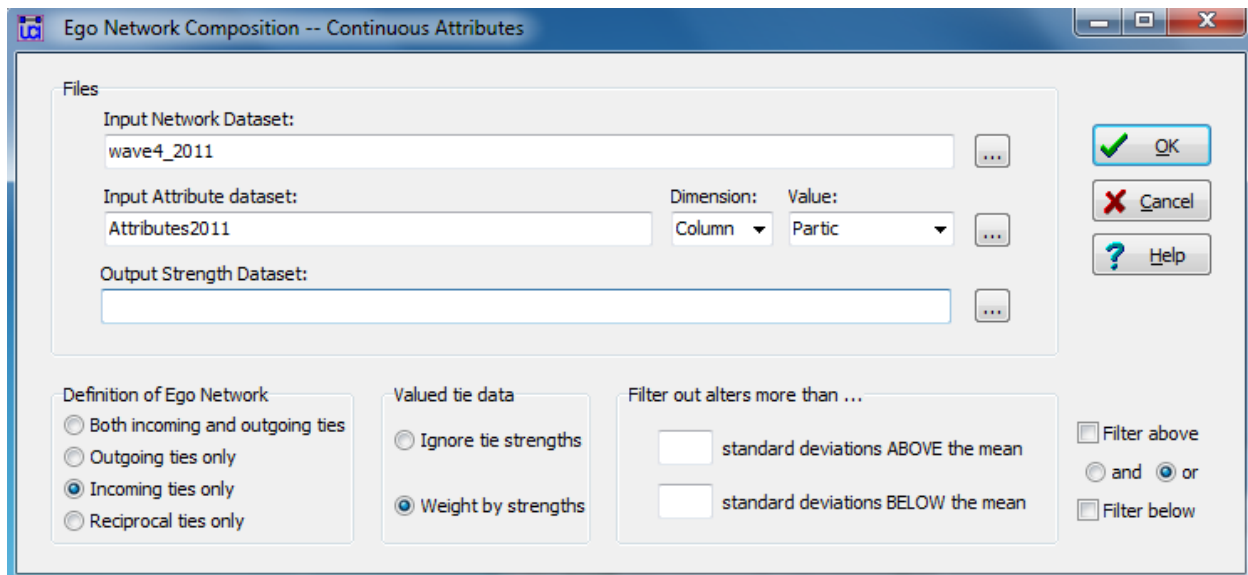 uci Ego Network Composition -- Continuous Attributes
Files
Input Network Dataset:
wave4_2011
...
OK
Input Attribute dataset: Dimension: Value:
Attributes2011 Column Partic ...
Cancel
Output Strength Dataset:
...
Help
Definition of Ego Network
Both incoming and outgoing ties
Outgoing ties only
Incoming ties only
Reciprocal ties only
Valued tie data
Ignore tie strengths
Weight by strengths
Filter out alters more than ...
standard deviations ABOVE the mean
standard deviations BELOW the mean
Filter above
and or
Filter below